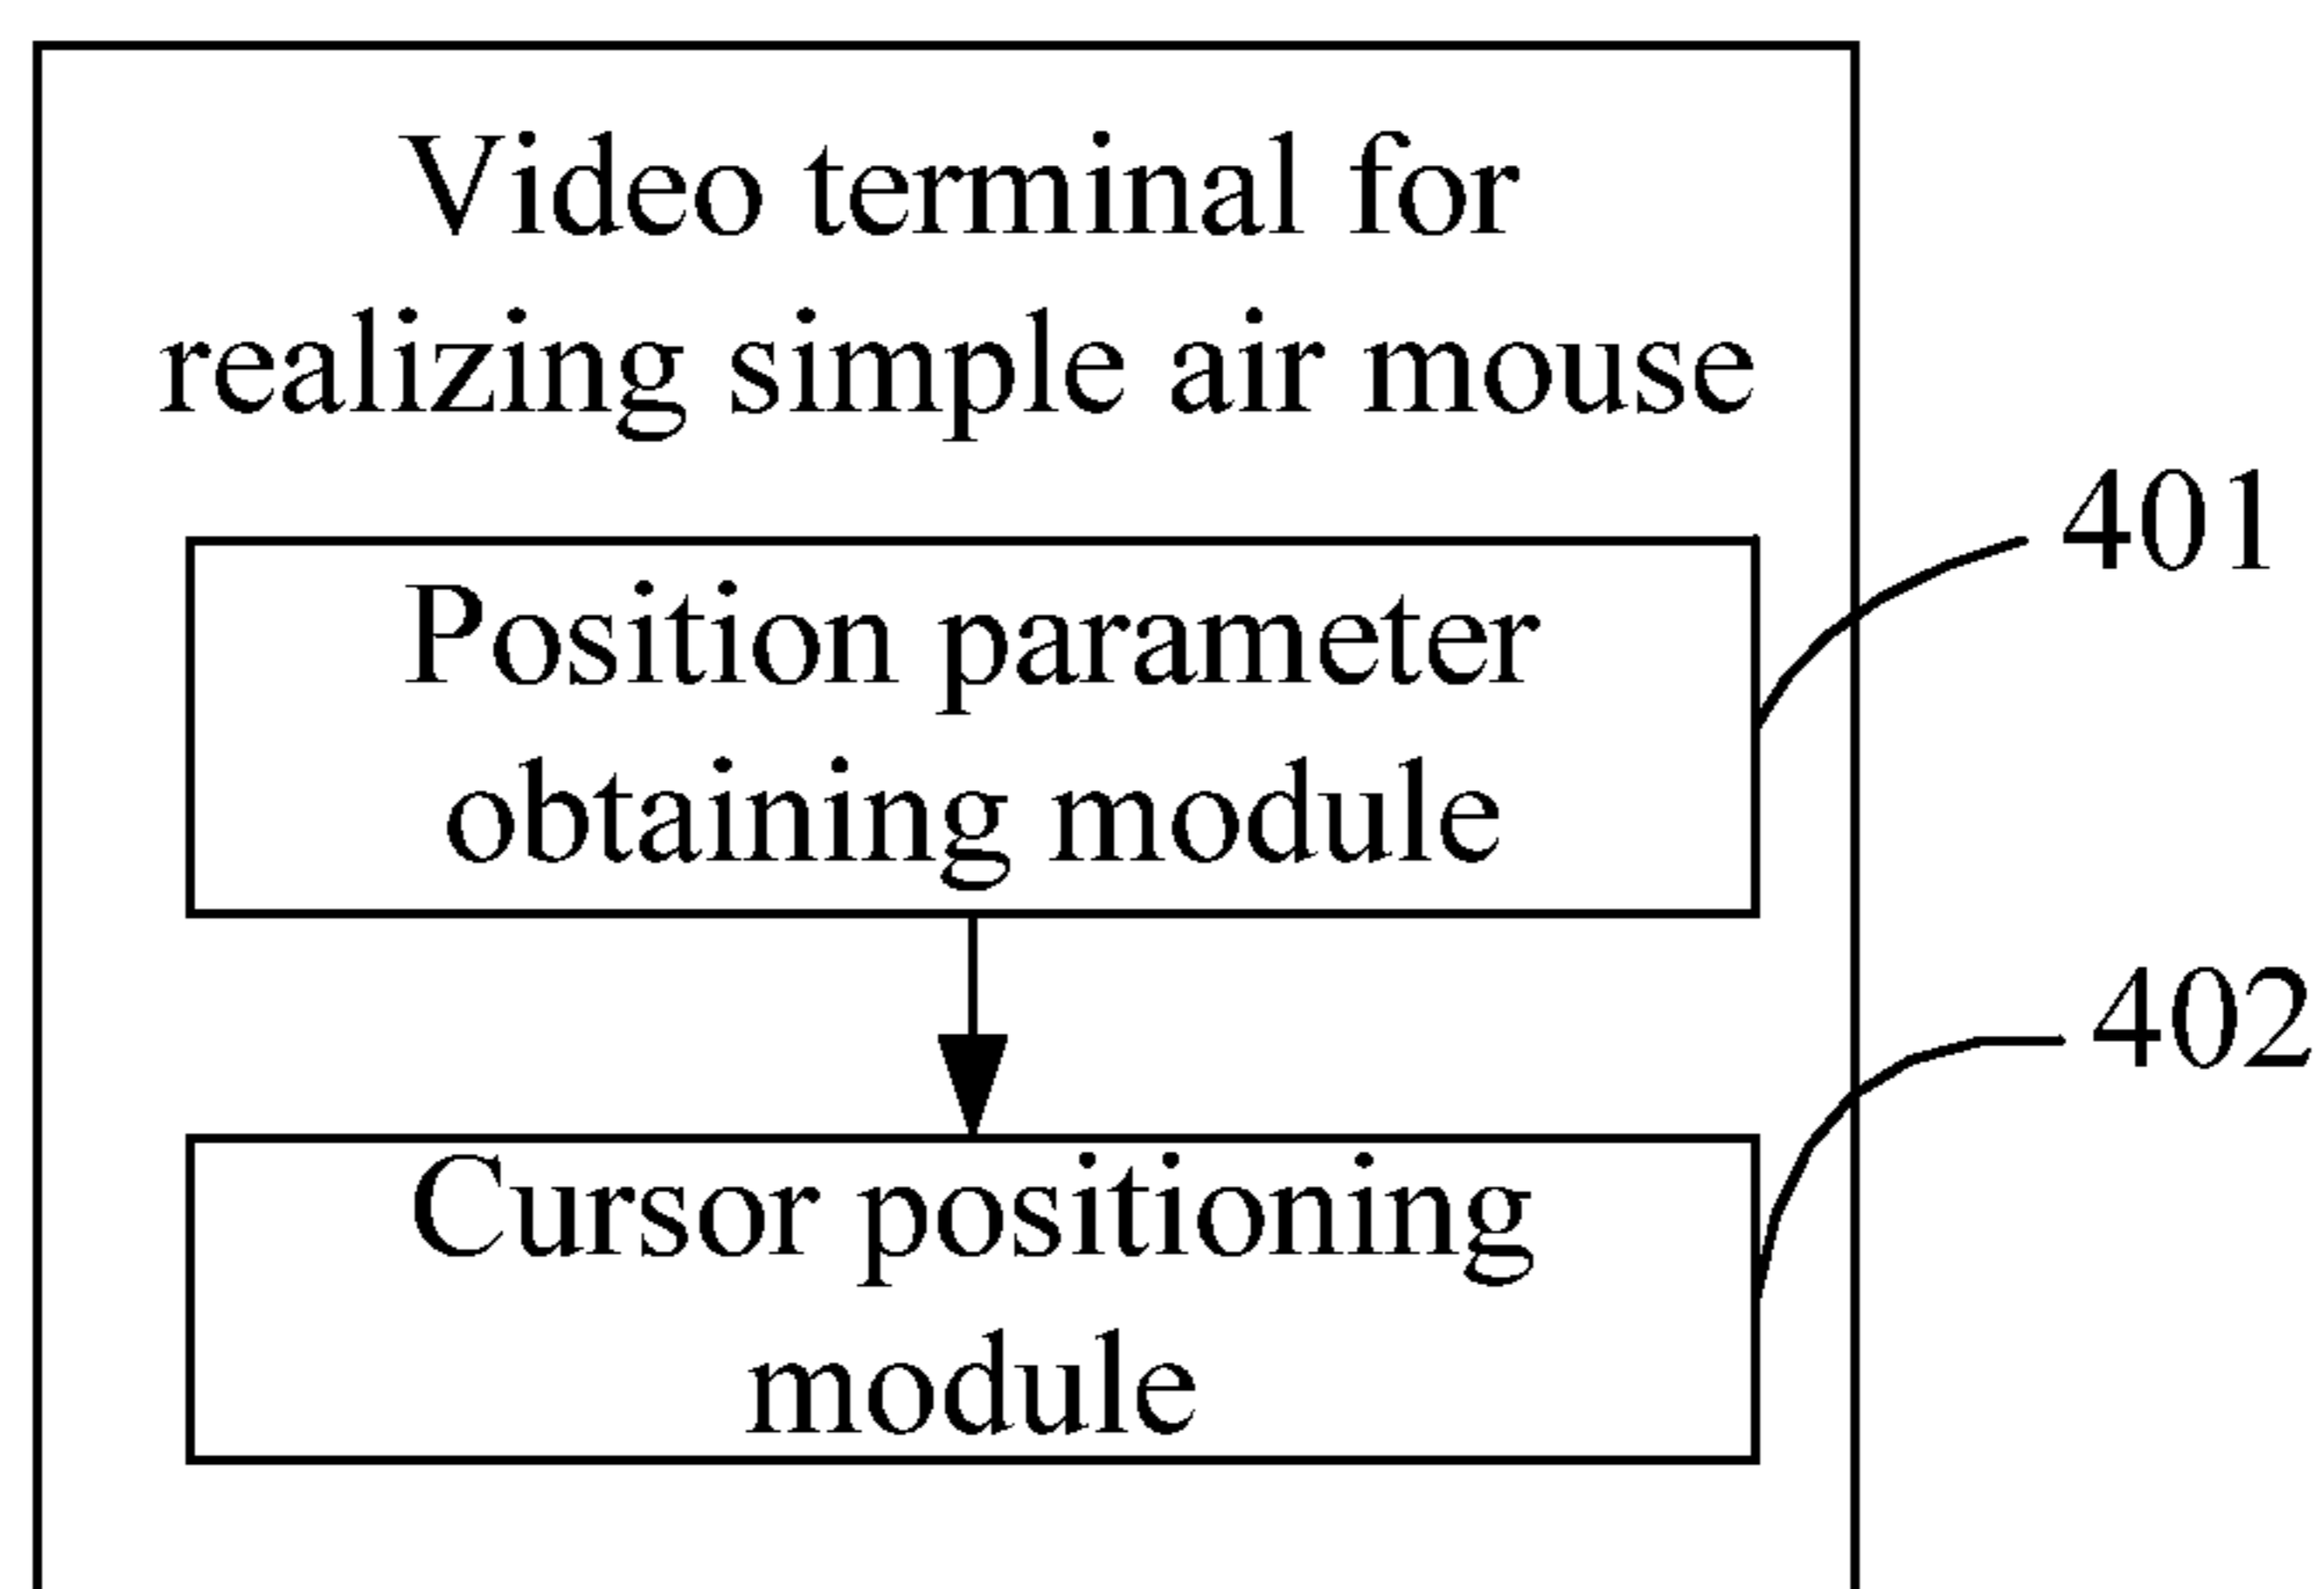 Video terminal for
realizing simple air mouse
401
Position parameter
obtaining module
402
Cursor positioning
module